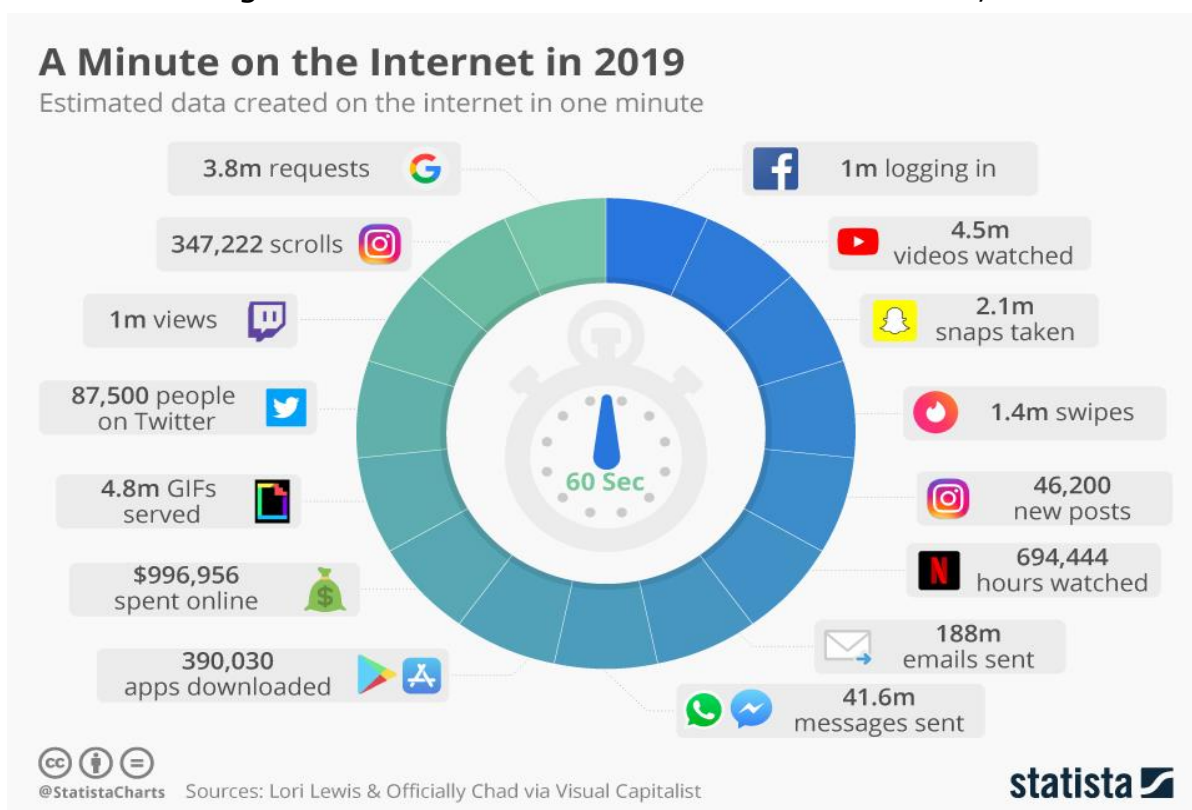 A Minute on the Internet in 2019
Estimated data created on the internet in one minute
3.8m requests
1m logging in
347,222 scrolls
4.5m
videos watched
1m views
2.1m
snaps taken
87,500 people
on Twitter
1.4m swipes
4.8m GIFs
served
60 Sec
46,200
new posts
$996,956
spent online
694,444
hours watched
390,030
apps downloaded
188m
emails sent
41.6m
messages sent
@StatistaCharts Sources: Lori Lewis & Officially Chad via Visual Capitalist
statista